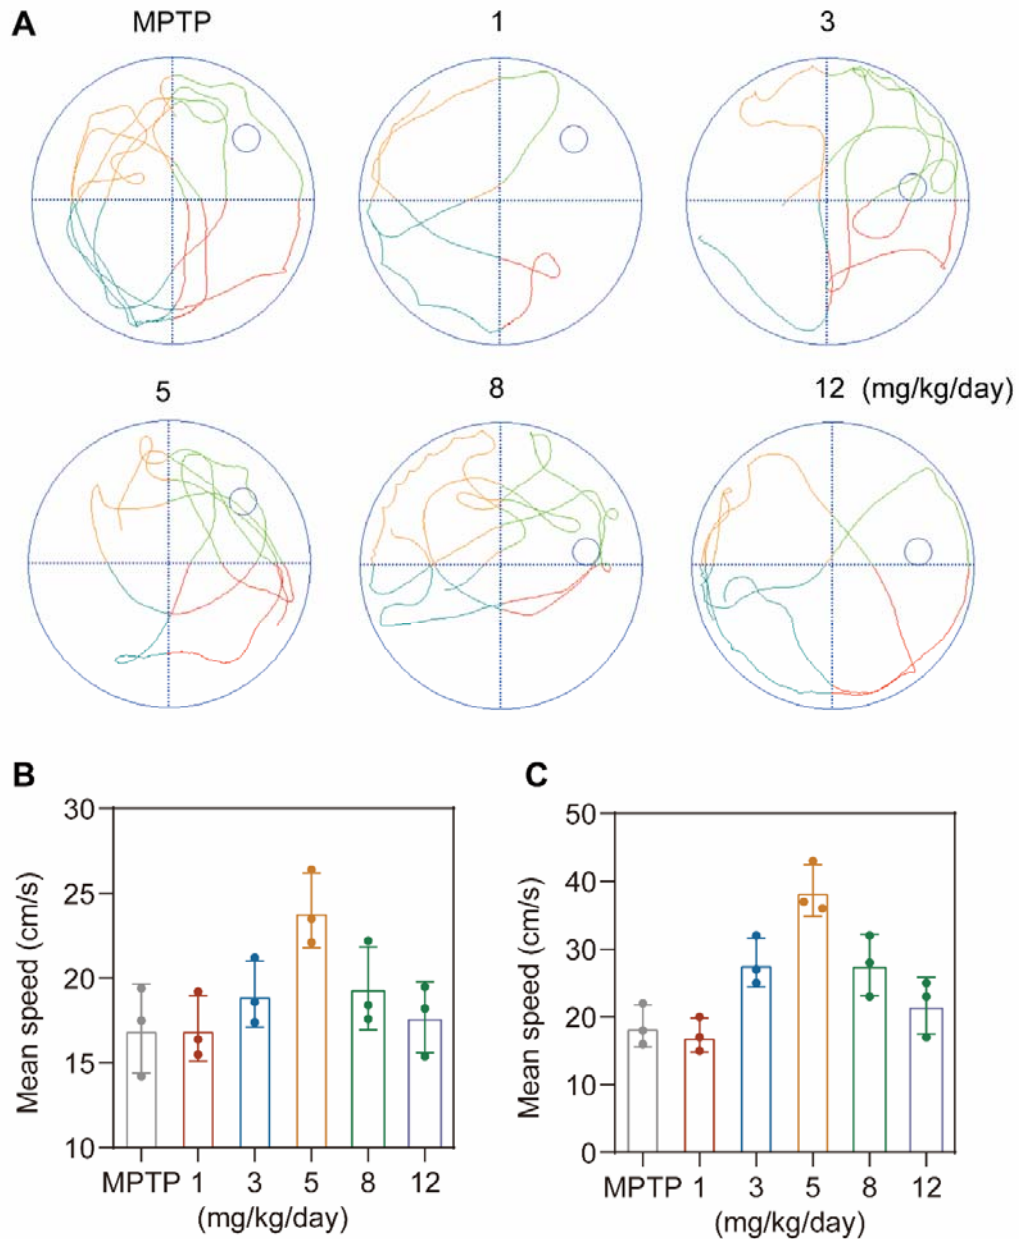 A
MPTP 1 3
5 8 12 (mg/kg/day)
B
Mean speed (cm/s)
30
25
20
15
10
MPTP 1 3 5 8 12
(mg/kg/day)
C
Mean speed (cm/s)
50
40
30
20
10
0
MPTP 1 3 5 8 12
(mg/kg/day)